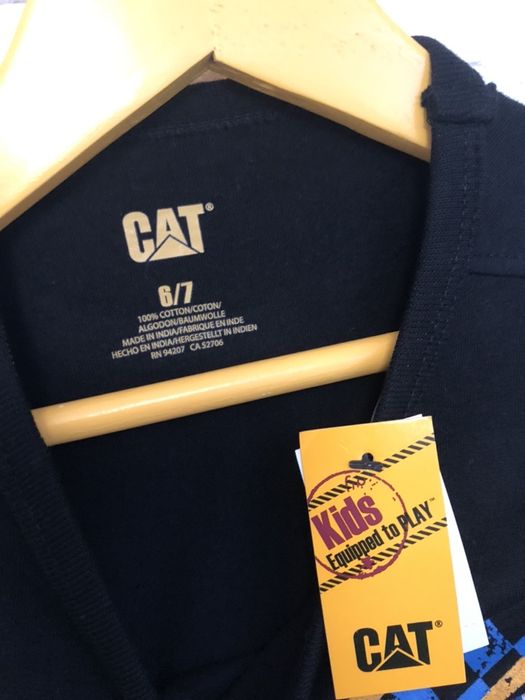 CAT®
6/7
100% COTTON/COTON/
ALGODON/BAUMWOLLE
MADE IN INDIA/FABRIQUE EN INDE
HECHO EN INDIA/HERGESTELLT IN INDIEN
RN 94207 CA 52706
Kids
Equipped to PLAY™
CAT®